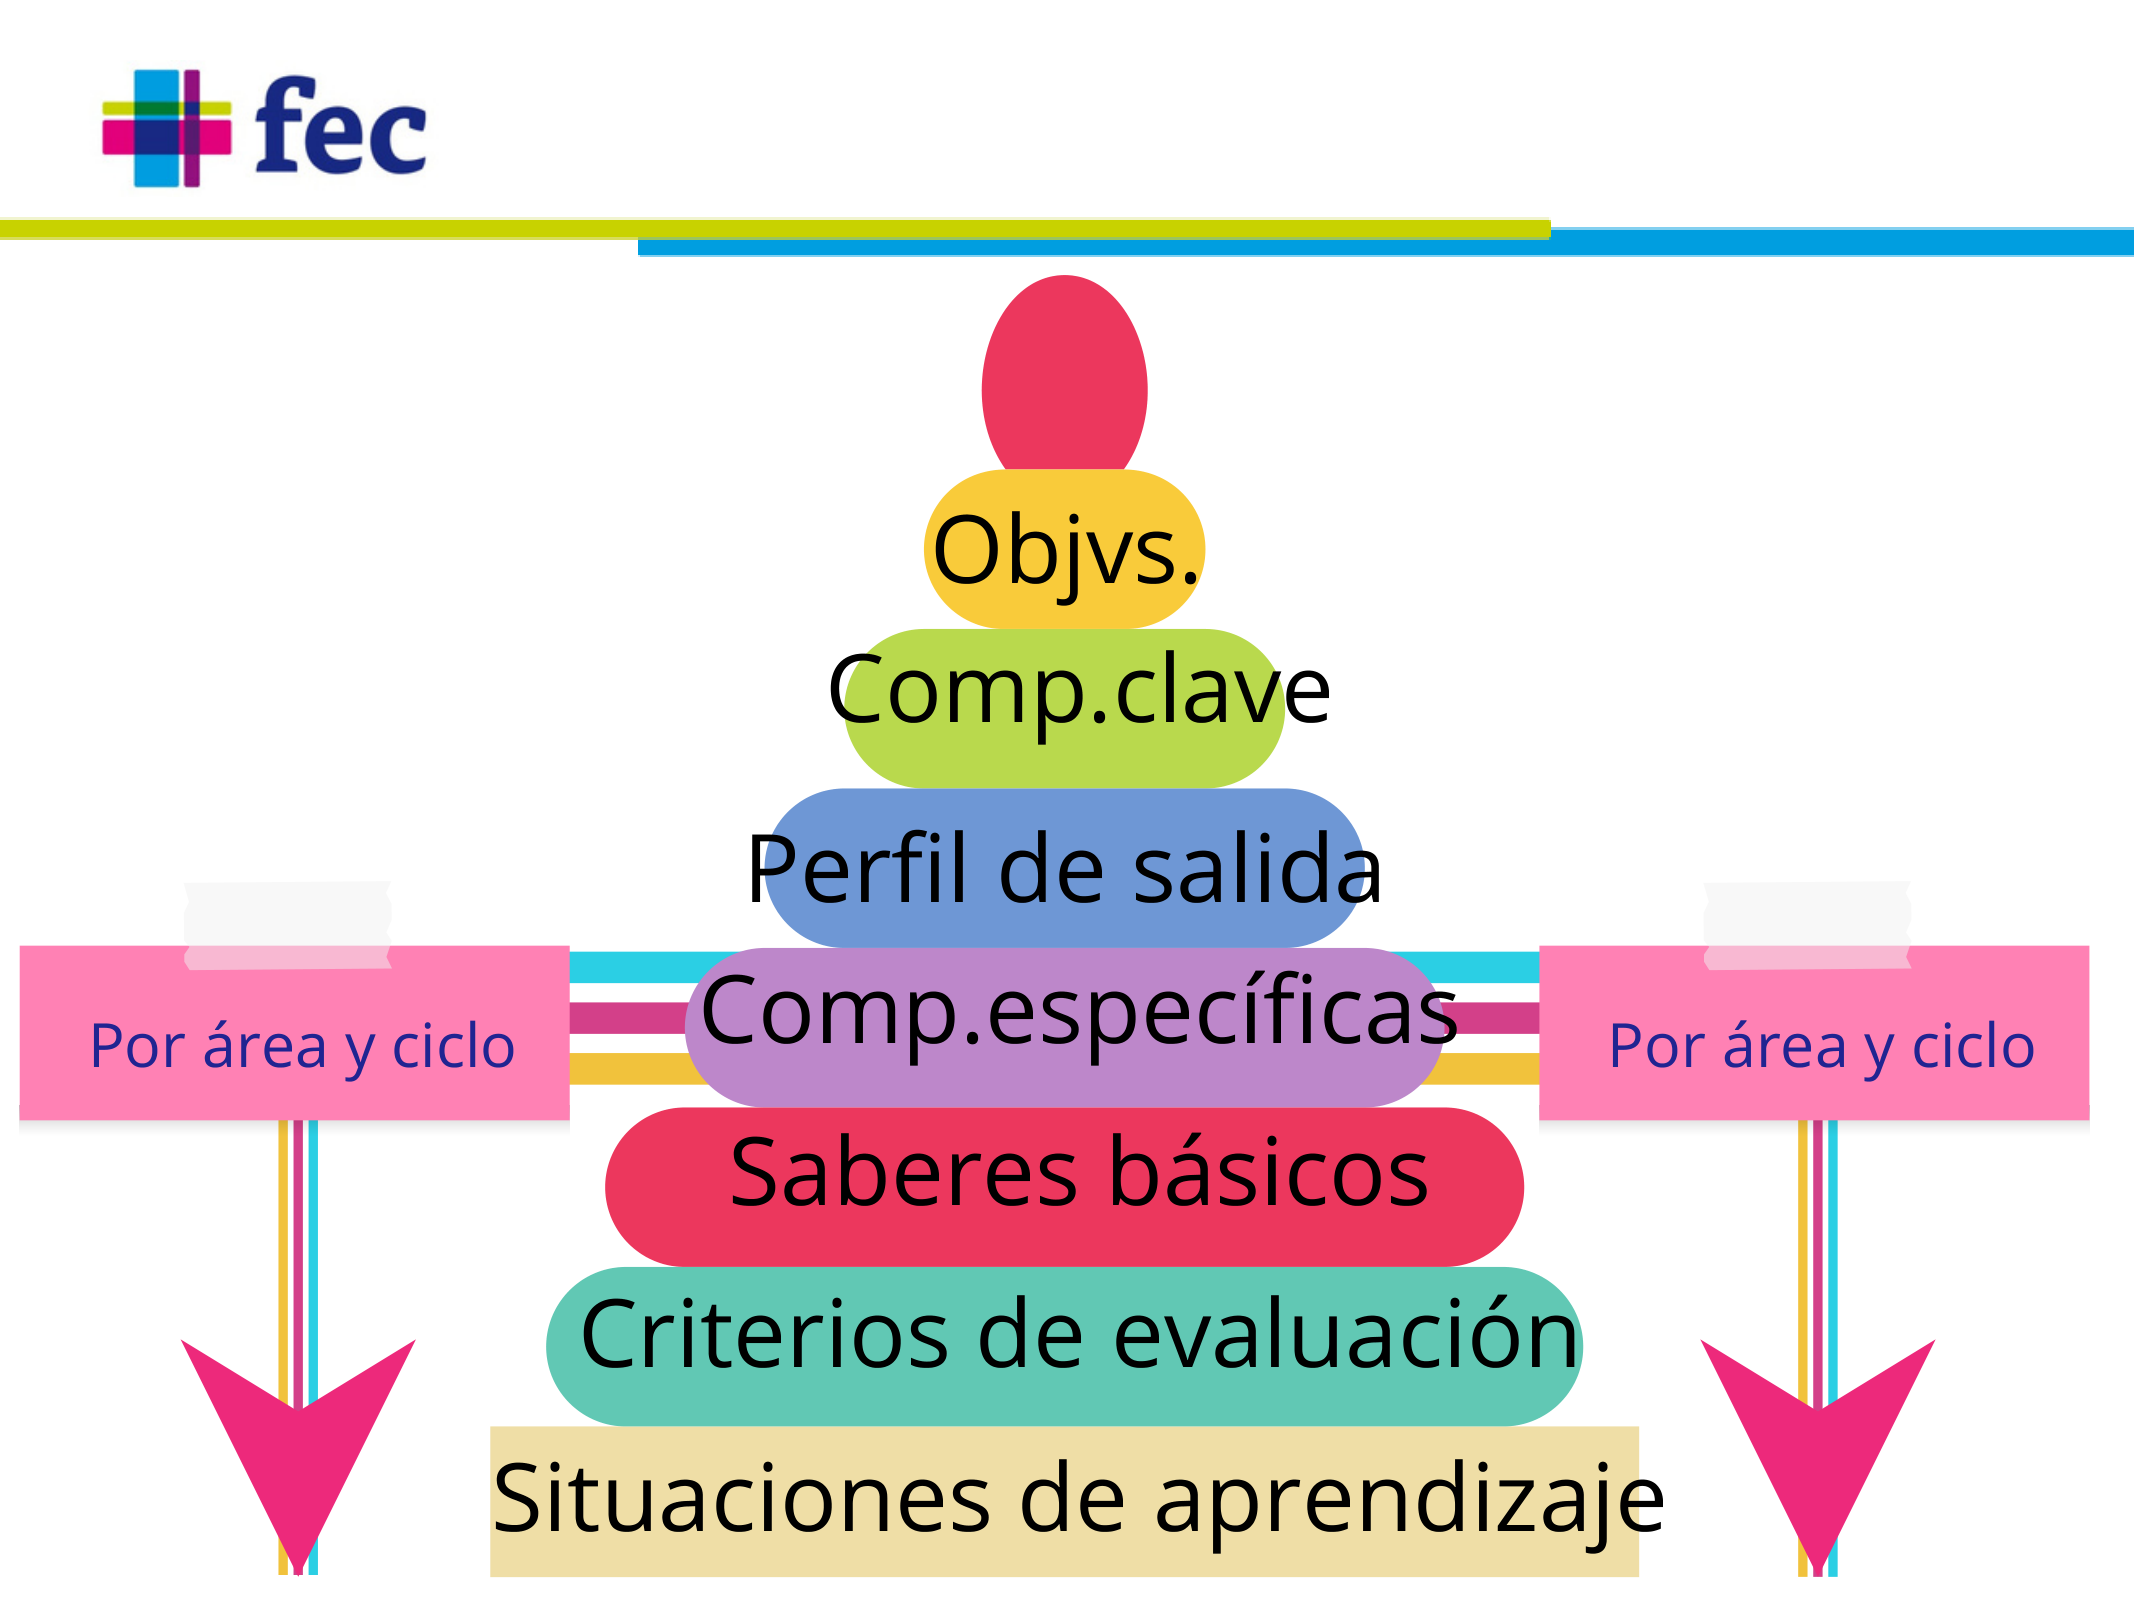 fec
Objvs.
Comp.clave
Perfil de salida
Comp.específicas
Por área y ciclo
Por área y ciclo
Saberes básicos
Criterios de evaluación
Situaciones de aprendizaje